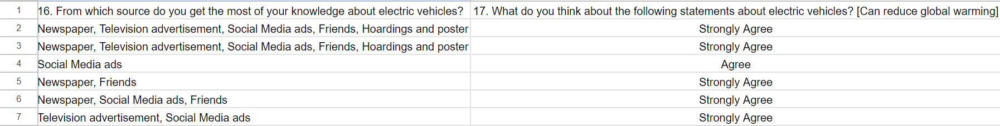 1 16. From which source do you get the most of your knowledge about electric vehicles? 17. What do you think about the following statements about electric vehicles? [Can reduce global warming]
2 Newspaper, Television advertisement, Social Media ads, Friends, Hoardings and poster Strongly Agree
3 Newspaper, Television advertisement, Social Media ads, Friends, Hoardings and poster Strongly Agree
4 Social Media ads Agree
5 Newspaper, Friends Strongly Agree
6 Newspaper, Social Media ads, Friends Strongly Agree
7 Television advertisement, Social Media ads Strongly Agree